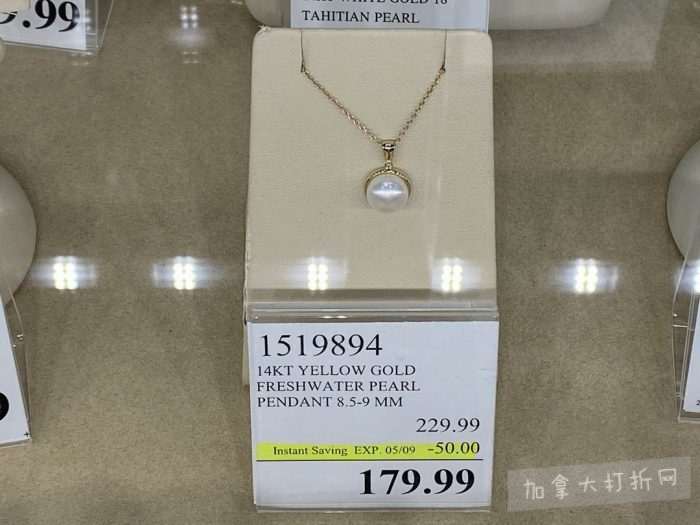 9.99
TAHITIAN PEARL
1519894
14KT YELLOW GOLD
FRESHWATER PEARL
PENDANT 8.5-9 MM
229.99
Instant Saving EXP. 05/09 -50.00
179.99
加拿大打折网